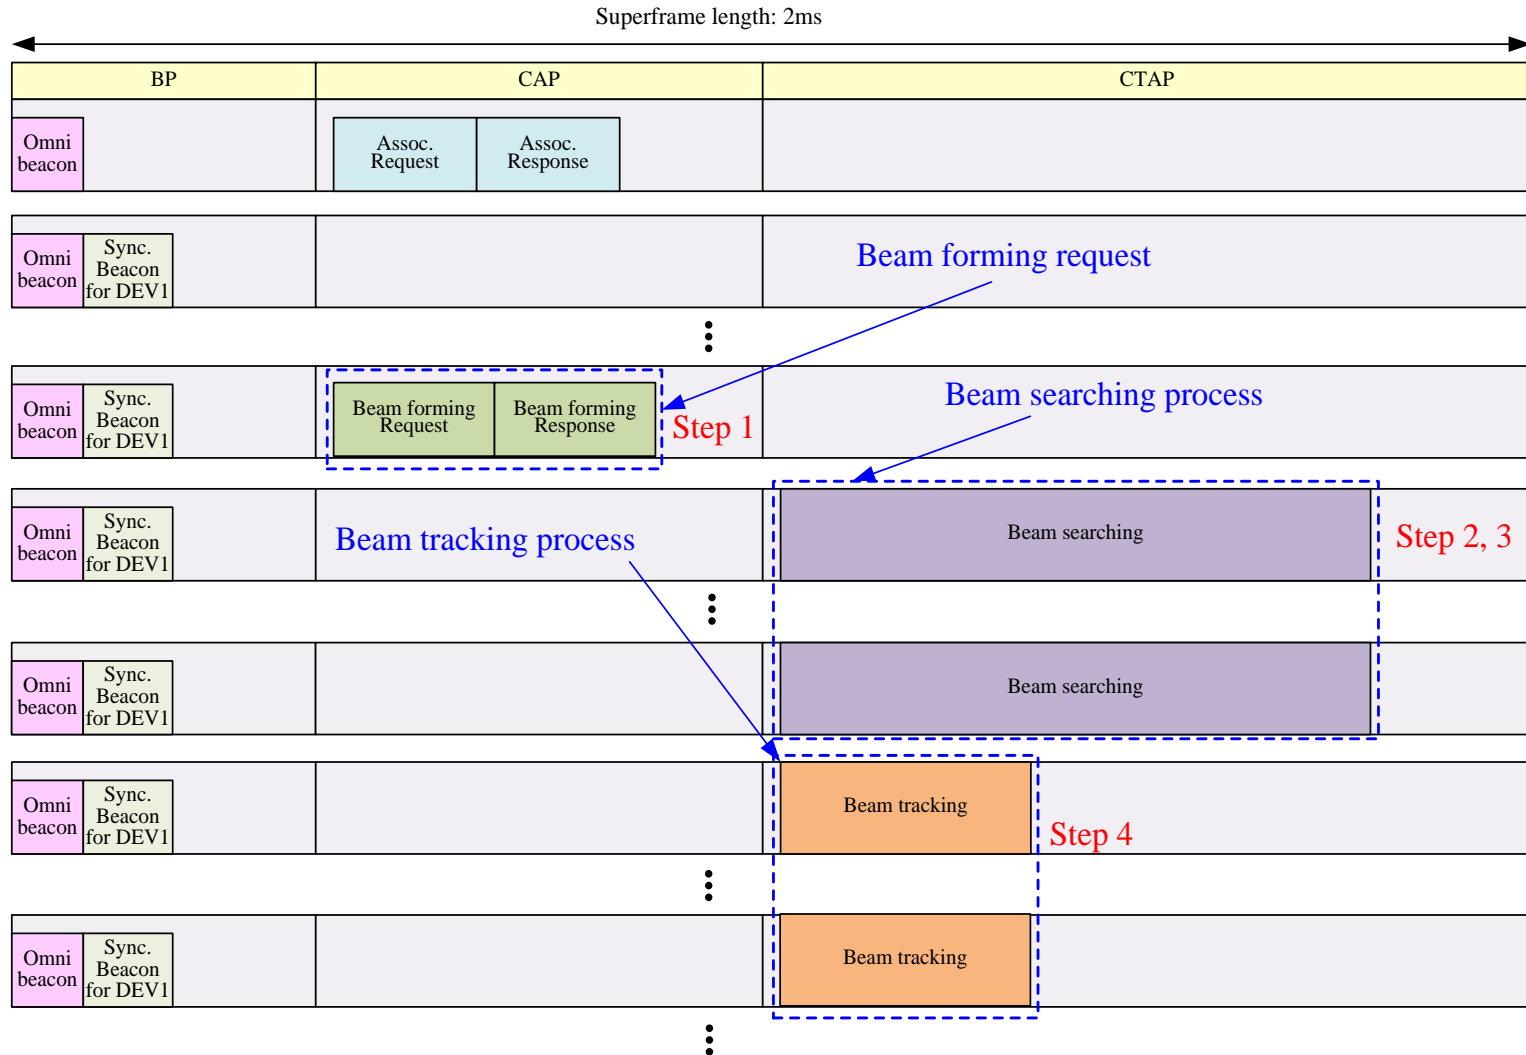 Superframe length: 2ms
BP
CAP
CTAP
Omni
beacon
Assoc.
Request
Assoc.
Response
Omni
beacon
Sync.
Beacon
for DEV1
Beam forming request
Omni
beacon
Sync.
Beacon
for DEV1
Beam forming
Request
Beam forming
Response
Step 1
Beam searching process
Omni
beacon
Sync.
Beacon
for DEV1
Beam tracking process
Beam searching
Step 2, 3
Omni
beacon
Sync.
Beacon
for DEV1
Beam searching
Omni
beacon
Sync.
Beacon
for DEV1
Beam tracking
Step 4
Omni
beacon
Sync.
Beacon
for DEV1
Beam tracking